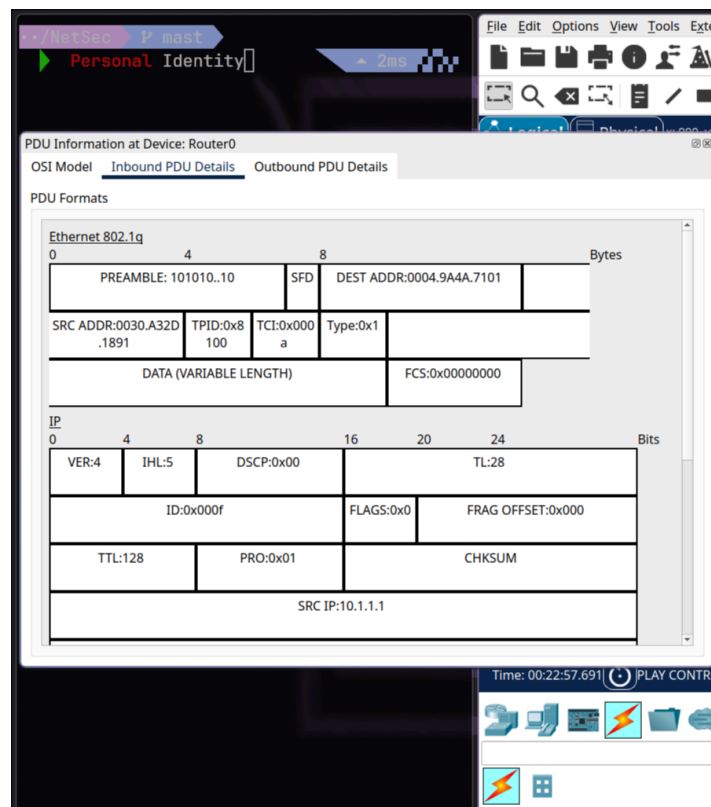 ··/NetSec mast
Personal Identity
2ms
File Edit Options View Tools
PDU Information at Device: Router0
OSI Model Inbound PDU Details Outbound PDU Details
PDU Formats
Ethernet 802.1q
0 4 8 Bytes
PREAMBLE: 101010..10 SFD DEST ADDR:0004.9A4A.7101
SRC ADDR:0030.A32D TPID:0x8 TCI:0x000 Type:0x1
.1891 100 a
DATA (VARIABLE LENGTH) FCS:0x00000000
IP
0 4 8 16 20 24 Bits
VER:4 IHL:5 DSCP:0x00 TL:28
ID:0x000f FLAGS:0x0 FRAG OFFSET:0x000
TTL:128 PRO:0x01 CHKSUM
SRC IP:10.1.1.1
Time: 00:22:57.691 PLAY CONTR